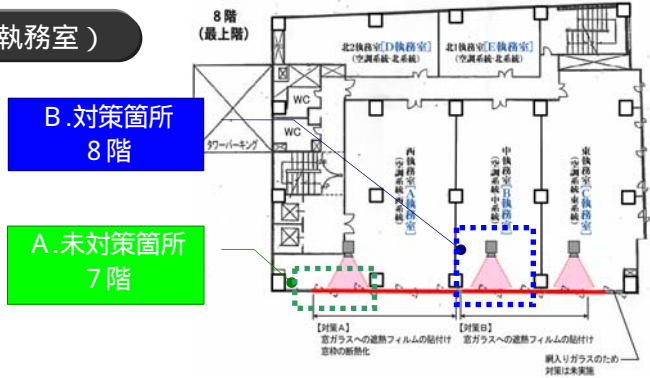 執務室）
8階
（最上階）
北2執務室[D執務室]
（空調系統-北系統）
北1執務室[E執務室]
（空調系統-北系統）
WC
WC
タワーパーキング
B.対策箇所
8階
西執務室[A執務室]
（空調系統-西系統）
中執務室[B執務室]
（空調系統-中系統）
東執務室[C執務室]
（空調系統-東系統）
A.未対策箇所
7階
【対策A】
窓ガラスへの遮熱フィルムの貼付け
窓枠の断熱化
【対策B】
窓ガラスへの遮熱フィルムの貼付け
網入りガラスのため
対策は未実施